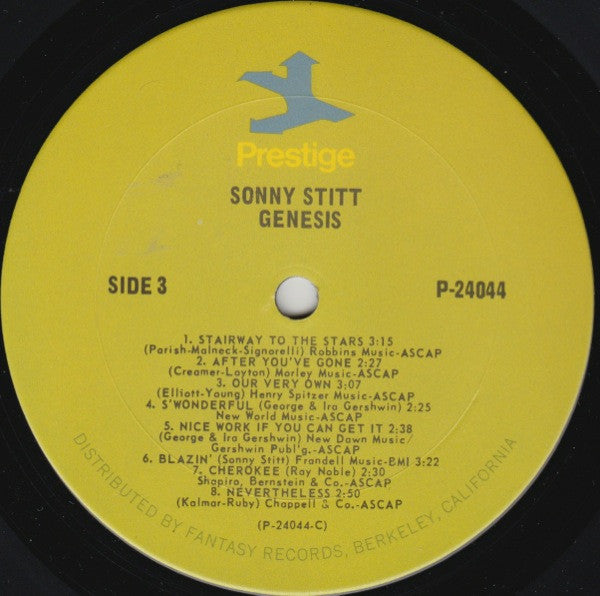 Prestige
SONNY STITT
GENESIS
SIDE 3
P-24044
1. STAIRWAY TO THE STARS 3:15
(Parish-Malneck-Signorelli) Robbins Music-ASCAP
2. AFTER YOU'VE GONE 2:27
(Creamer-Layton) Morley Music-ASCAP
3. OUR VERY OWN 3:07
(Elliott-Young) Henry Spitzer Music-ASCAP
4. S'WONDERFUL (George & Ira Gershwin) 2:25
New World Music-ASCAP
5. NICE WORK IF YOU CAN GET IT 2:38
(George & Ira Gershwin) New Dawn Music/
Gershwin Publ'g.-ASCAP
6. BLAZIN' (Sonny Stitt) Frandell Music-BMI 3:22
7. CHEROKEE (Ray Noble) 2:30
Shapiro, Bernstein & Co.-ASCAP
8. NEVERTHELESS 2:50
(Kalmar-Ruby) Chappell & Co.-ASCAP
(P-24044-C)
DISTRIBUTED BY FANTASY RECORDS, BERKELEY, CALIFORNIA